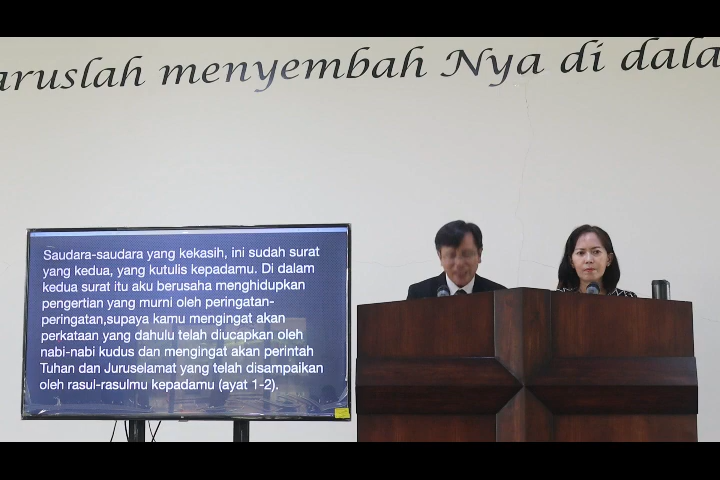 aruslah menyembah Nya di dala
Saudara-saudara yang kekasih, ini sudah surat
yang kedua, yang kutulis kepadamu. Di dalam
kedua surat itu aku berusaha menghidupkan
pengertian yang murni oleh peringatan-
peringatan,supaya kamu mengingat akan
perkataan yang dahulu telah diucapkan oleh
nabi-nabi kudus dan mengingat akan perintah
Tuhan dan Juruselamat yang telah disampaikan
oleh rasul-rasulmu kepadamu (ayat 1-2).